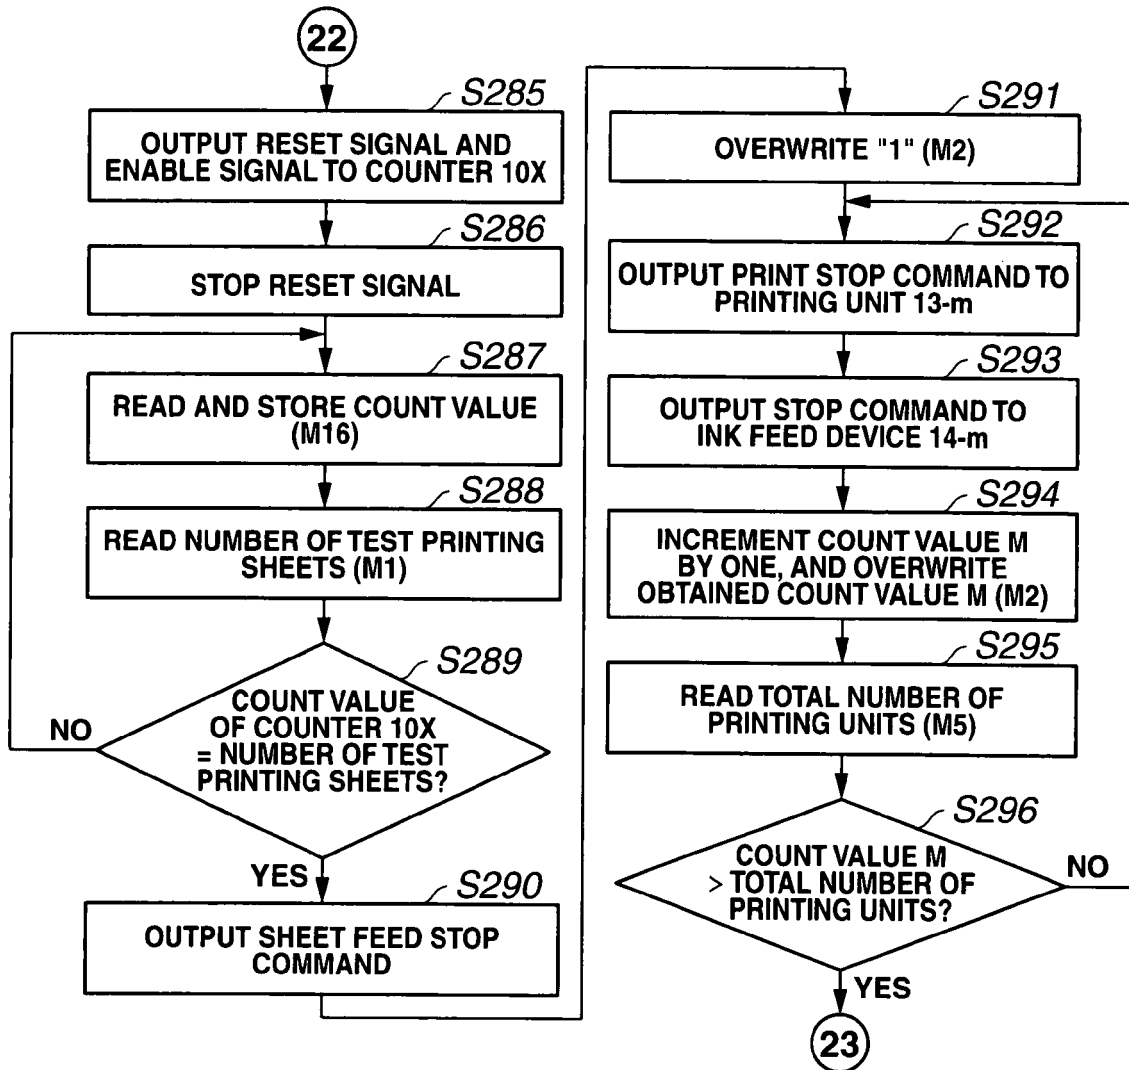 22
S285
OUTPUT RESET SIGNAL AND
ENABLE SIGNAL TO COUNTER 10X
S286
STOP RESET SIGNAL
S287
READ AND STORE COUNT VALUE
(M16)
S288
READ NUMBER OF TEST PRINTING
SHEETS (M1)
S289
COUNT VALUE
OF COUNTER 10X
= NUMBER OF TEST
PRINTING SHEETS?
NO
YES
S290
OUTPUT SHEET FEED STOP
COMMAND
S291
OVERWRITE "1" (M2)
S292
OUTPUT PRINT STOP COMMAND TO
PRINTING UNIT 13-m
S293
OUTPUT STOP COMMAND TO
INK FEED DEVICE 14-m
S294
INCREMENT COUNT VALUE M
BY ONE, AND OVERWRITE
OBTAINED COUNT VALUE M (M2)
S295
READ TOTAL NUMBER OF
PRINTING UNITS (M5)
S296
COUNT VALUE M
> TOTAL NUMBER OF
PRINTING UNITS?
NO
YES
23